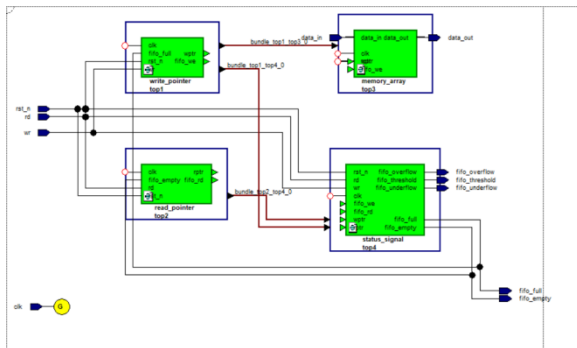 data_in
data_in data_out
data_out
bundle_top1_top3_0
clk
fifo_full wptr
rst_n fifo_we
write_pointer
top1
clk
fifo_we
memory_array
top3
bundle_top1_top4_0
rst_n
rd
wr
clk rptr
fifo_empty fifo_rd
rd
read_pointer
top2
bundle_top2_top4_0
rst_n fifo_overflow
rd fifo_threshold
wr fifo_underflow
clk
fifo_we
fifo_rd
wptr fifo_full
fifo_empty
status_signal
top4
fifo_overflow
fifo_threshold
fifo_underflow
fifo_full
fifo_empty
clk
G